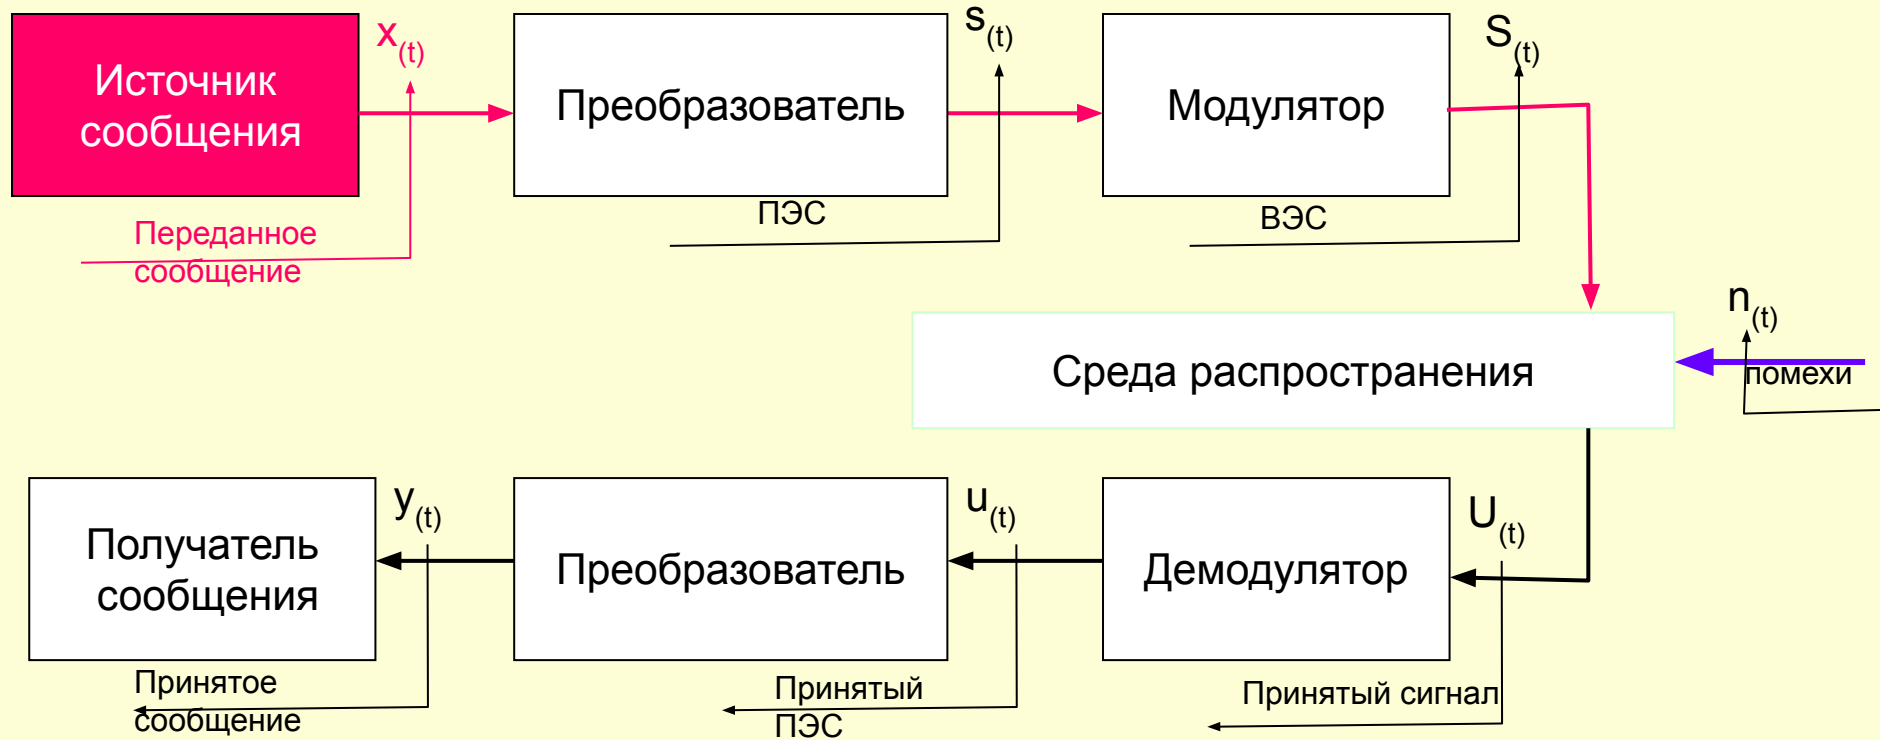 x(t)
s(t)
S(t)
Источник
сообщения
Преобразователь
Модулятор
ПЭС
ВЭС
Переданное
сообщение
n(t)
Среда распространения
помехи
y(t)
u(t)
U(t)
Получатель
сообщения
Преобразователь
Демодулятор
Принятое
сообщение
Принятый
ПЭС
Принятый сигнал